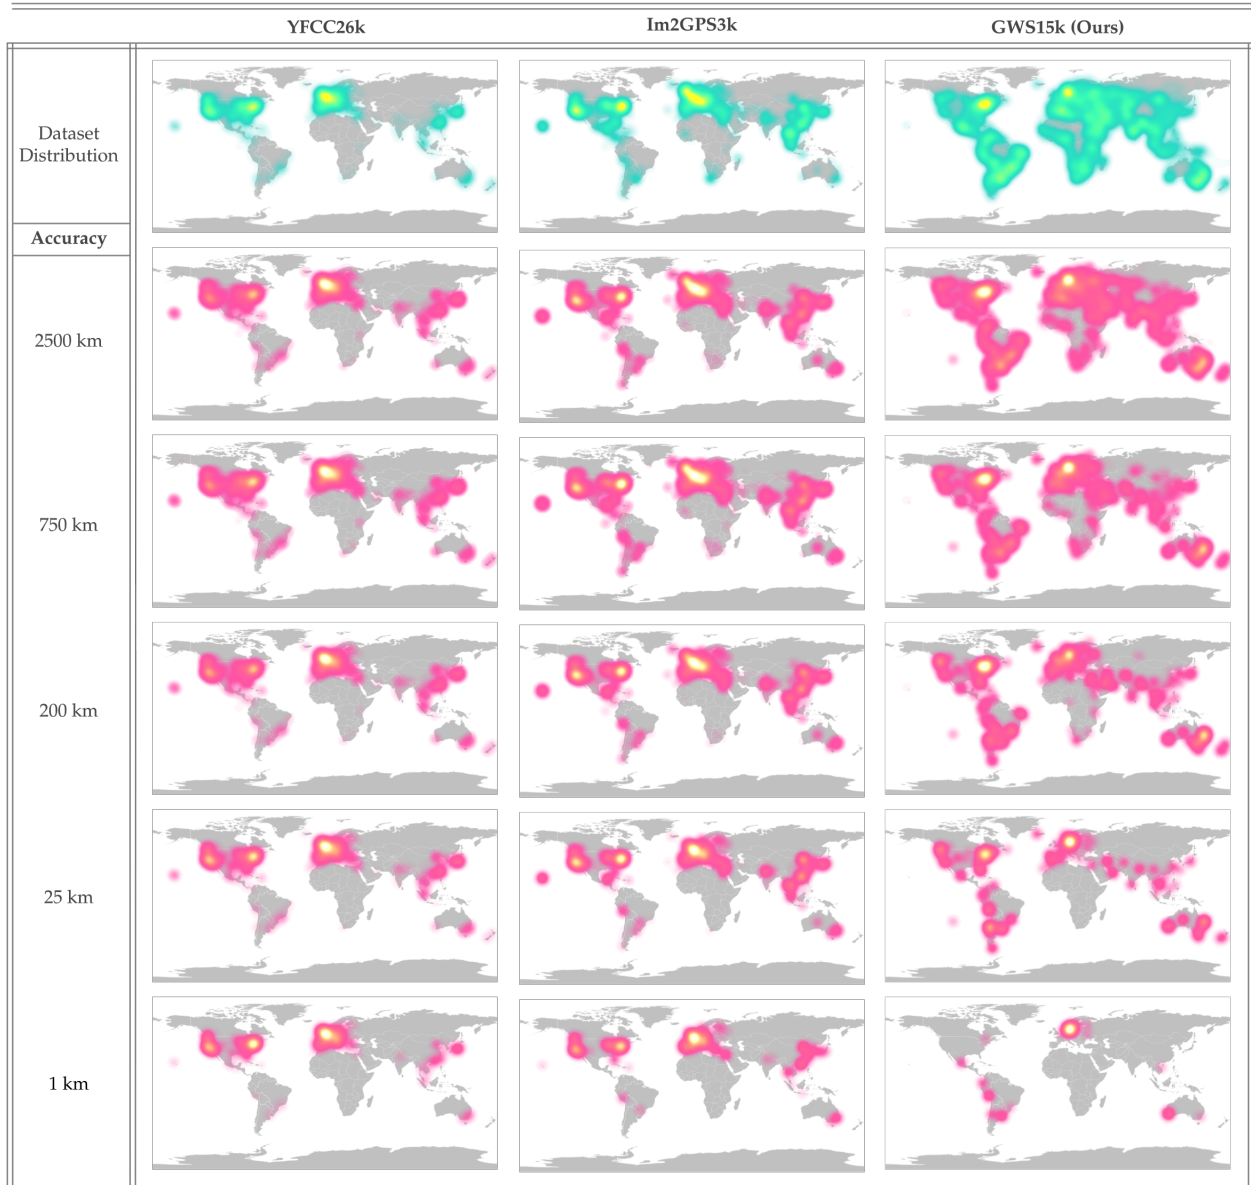 YFCC26k
Im2GPS3k
GWS15k (Ours)
Dataset
Distribution
Accuracy
2500 km
750 km
200 km
25 km
1 km